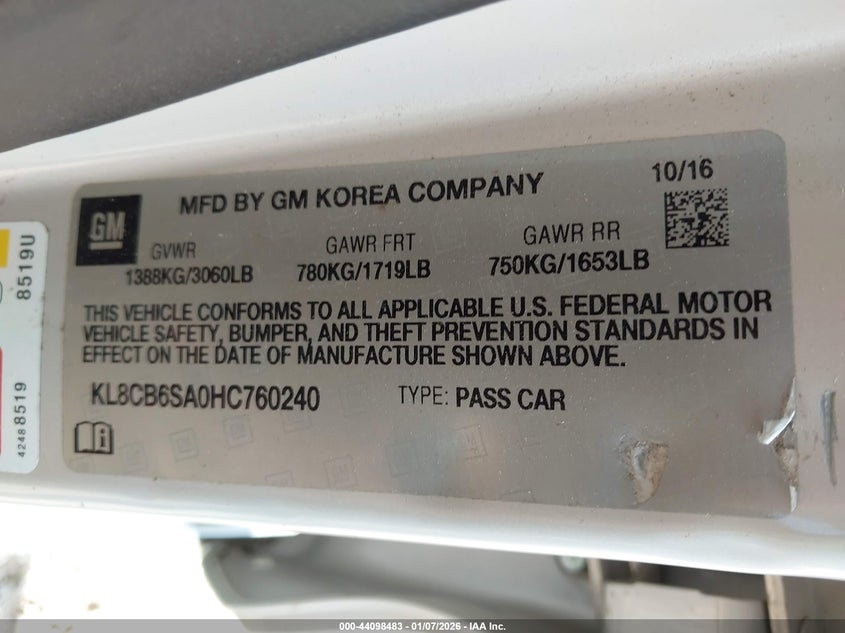 MFD BY GM KOREA COMPANY
10/16
GM
GVWR
1388KG/3060LB
GAWR FRT
780KG/1719LB
GAWR RR
750KG/1653LB
THIS VEHICLE CONFORMS TO ALL APPLICABLE U.S. FEDERAL MOTOR
VEHICLE SAFETY, BUMPER, AND THEFT PREVENTION STANDARDS IN
EFFECT ON THE DATE OF MANUFACTURE SHOWN ABOVE.
KL8CB6SA0HC760240
TYPE: PASS CAR
8519U
42488519
000-44098483 - 01/07/2026 - IAA Inc.